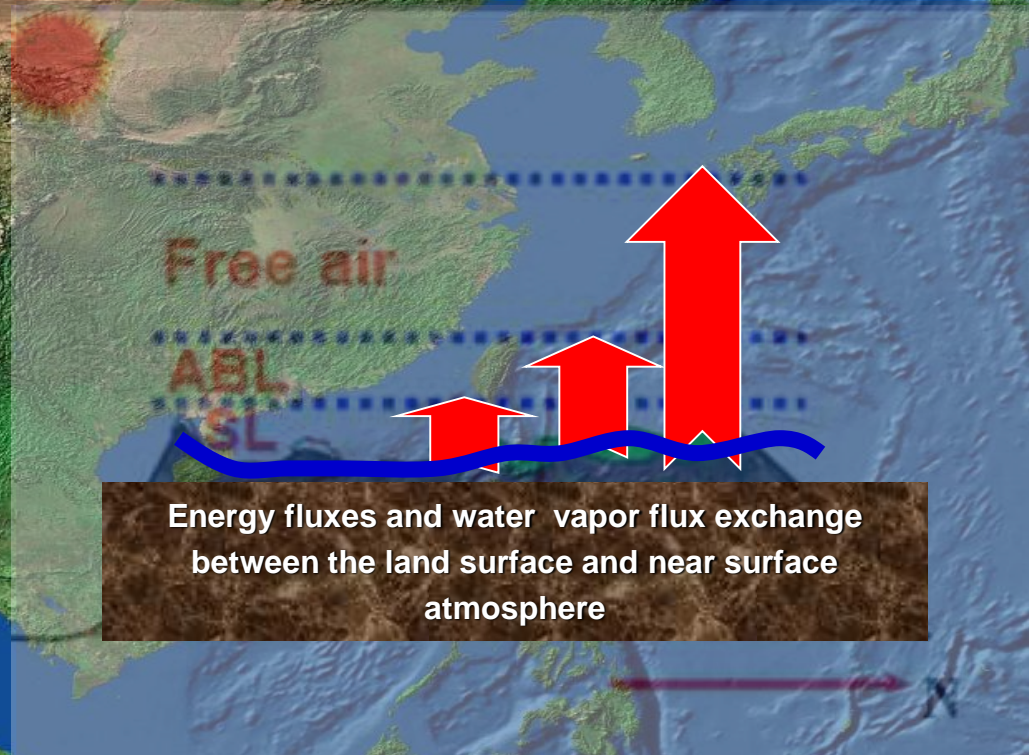 Free air
ABL
SL
Energy fluxes and water  vapor flux exchange
between the land surface and near surface
atmosphere